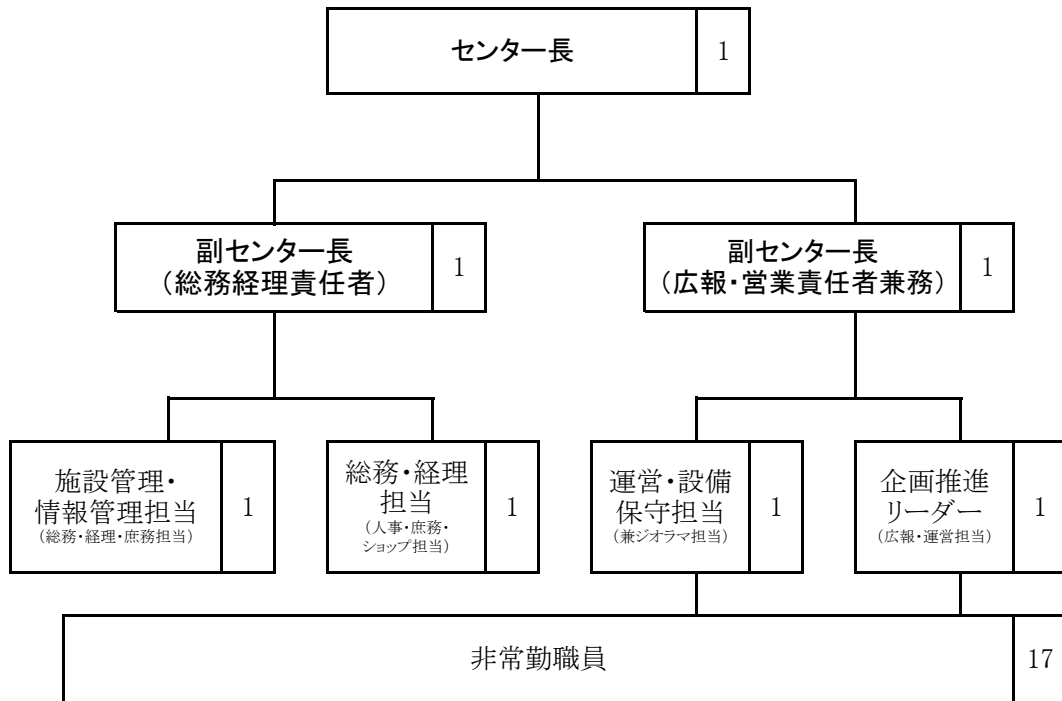 センター長
1
副センター長
(総務経理責任者)
1
副センター長
(広報・営業責任者兼務)
1
施設管理・
情報管理担当
(総務・経理・庶務担当)
1
総務・経理
担当
(人事・庶務・
ショップ担当)
1
運営・設備
保守担当
(兼ジオラマ担当)
1
企画推進
リーダー
(広報・運営担当)
1
非常勤職員
17